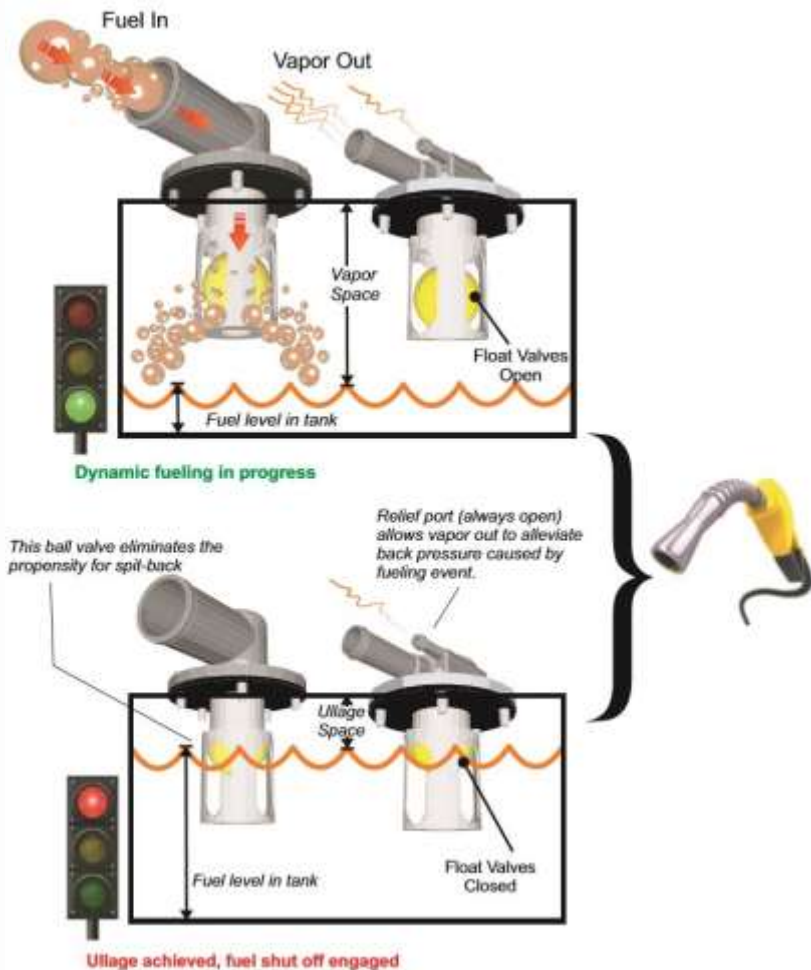 Fuel In
Vapor Out
Vapor
Space
Float Valves
Open
Fuel level in tank
Dynamic fueling in progress
This ball valve eliminates the
propensity for spit-back
Relief port (always open)
allows vapor out to alleviate
back pressure caused by
fueling event.
Ullage
Space
Fuel level in tank
Float Valves
Closed
Ullage achieved, fuel shut off engaged